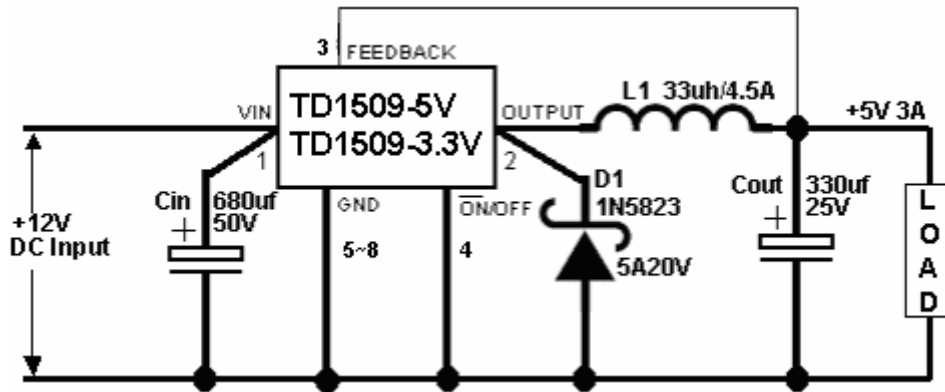 3 FEEDBACK
VIN
TD1509-5V
TD1509-3.3V
OUTPUT
L1 33uh/4.5A
+5V 3A
1
2
Cin
680uf
50V
+
GND
ON/OFF
5~8
4
D1
1N5823
5A20V
Cout
330uf
25V
+
LOAD
+12V
DC Input